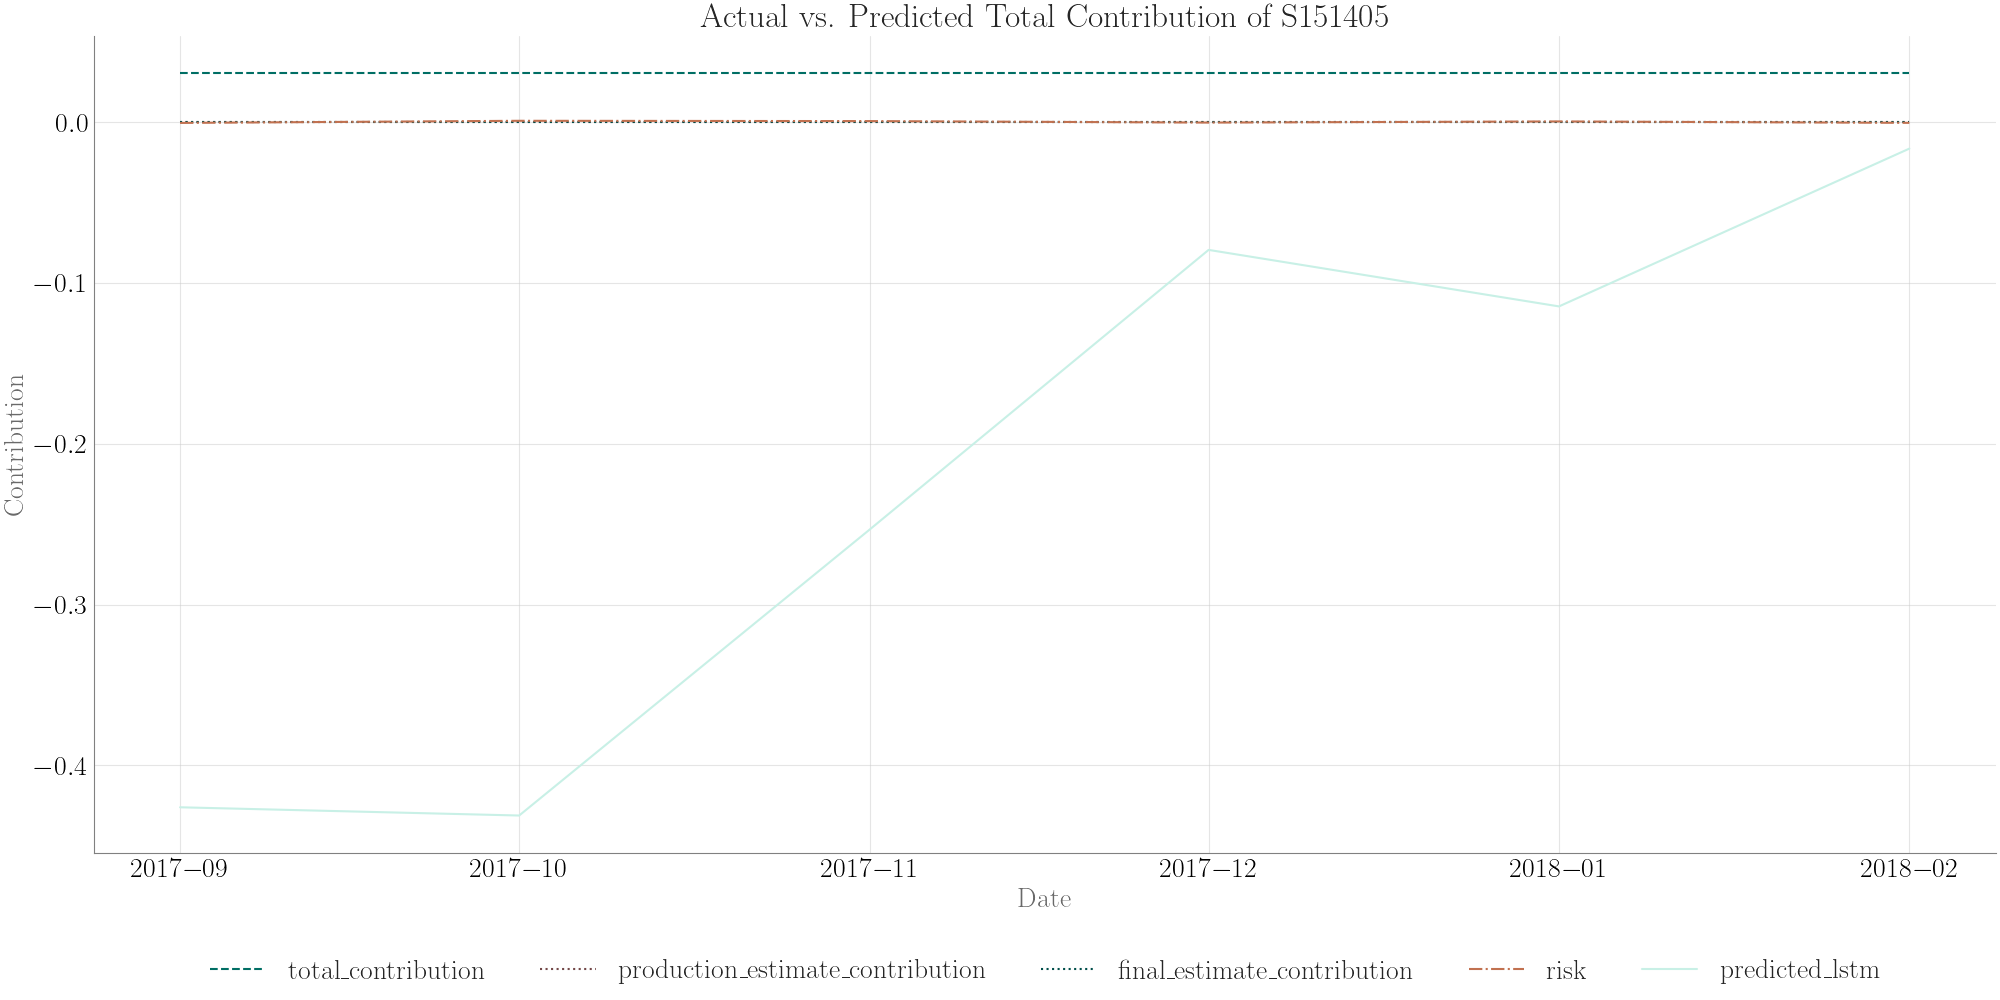 Actual vs. Predicted Total Contribution of S151405
0.0
−0.1
−0.2
−0.3
−0.4
Contribution
2017−09 2017−10 2017−11 2017−12 2018−01 2018−02
Date
total_contribution production_estimate_contribution final_estimate_contribution risk predicted_lstm